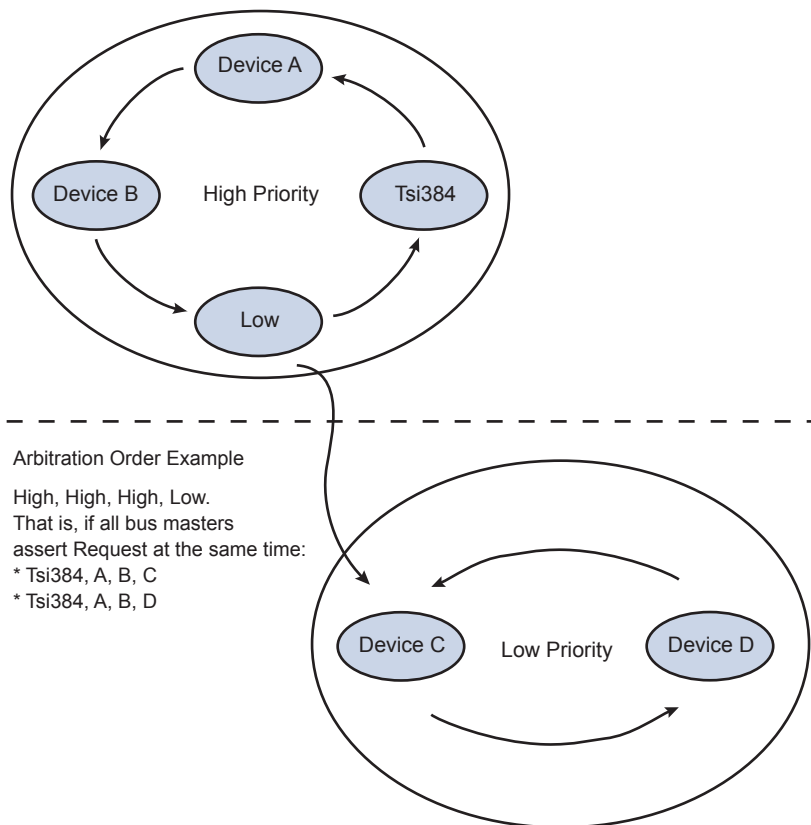 Device A
Device B
High Priority
Tsi384
Low
Arbitration Order Example
High, High, High, Low.
That is, if all bus masters
assert Request at the same time:
* Tsi384, A, B, C
* Tsi384, A, B, D
Device C
Low Priority
Device D